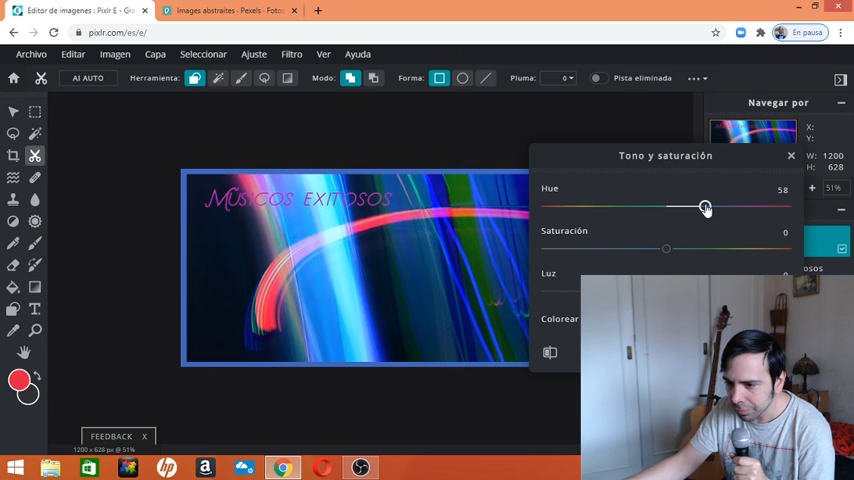 Editor de imagenes : Pixlr E - Gra
Images abstraites - Pexels - Fotos
pixlr.com/es/e/
En pausa
Archivo Editar Imagen Capa Seleccionar Ajuste Filtro Ver Ayuda
AI AUTO Herramienta: Modo: Forma: Pluma: 0 Pista eliminada
Navegar por
X:
Y:
W: 1200
H: 628
51%
MÚSICOS EXITOSOS
Tono y saturación
Hue 58
Saturación 0
Luz
Colorear
FEEDBACK X
1200 x 628 px @ 51%
hp